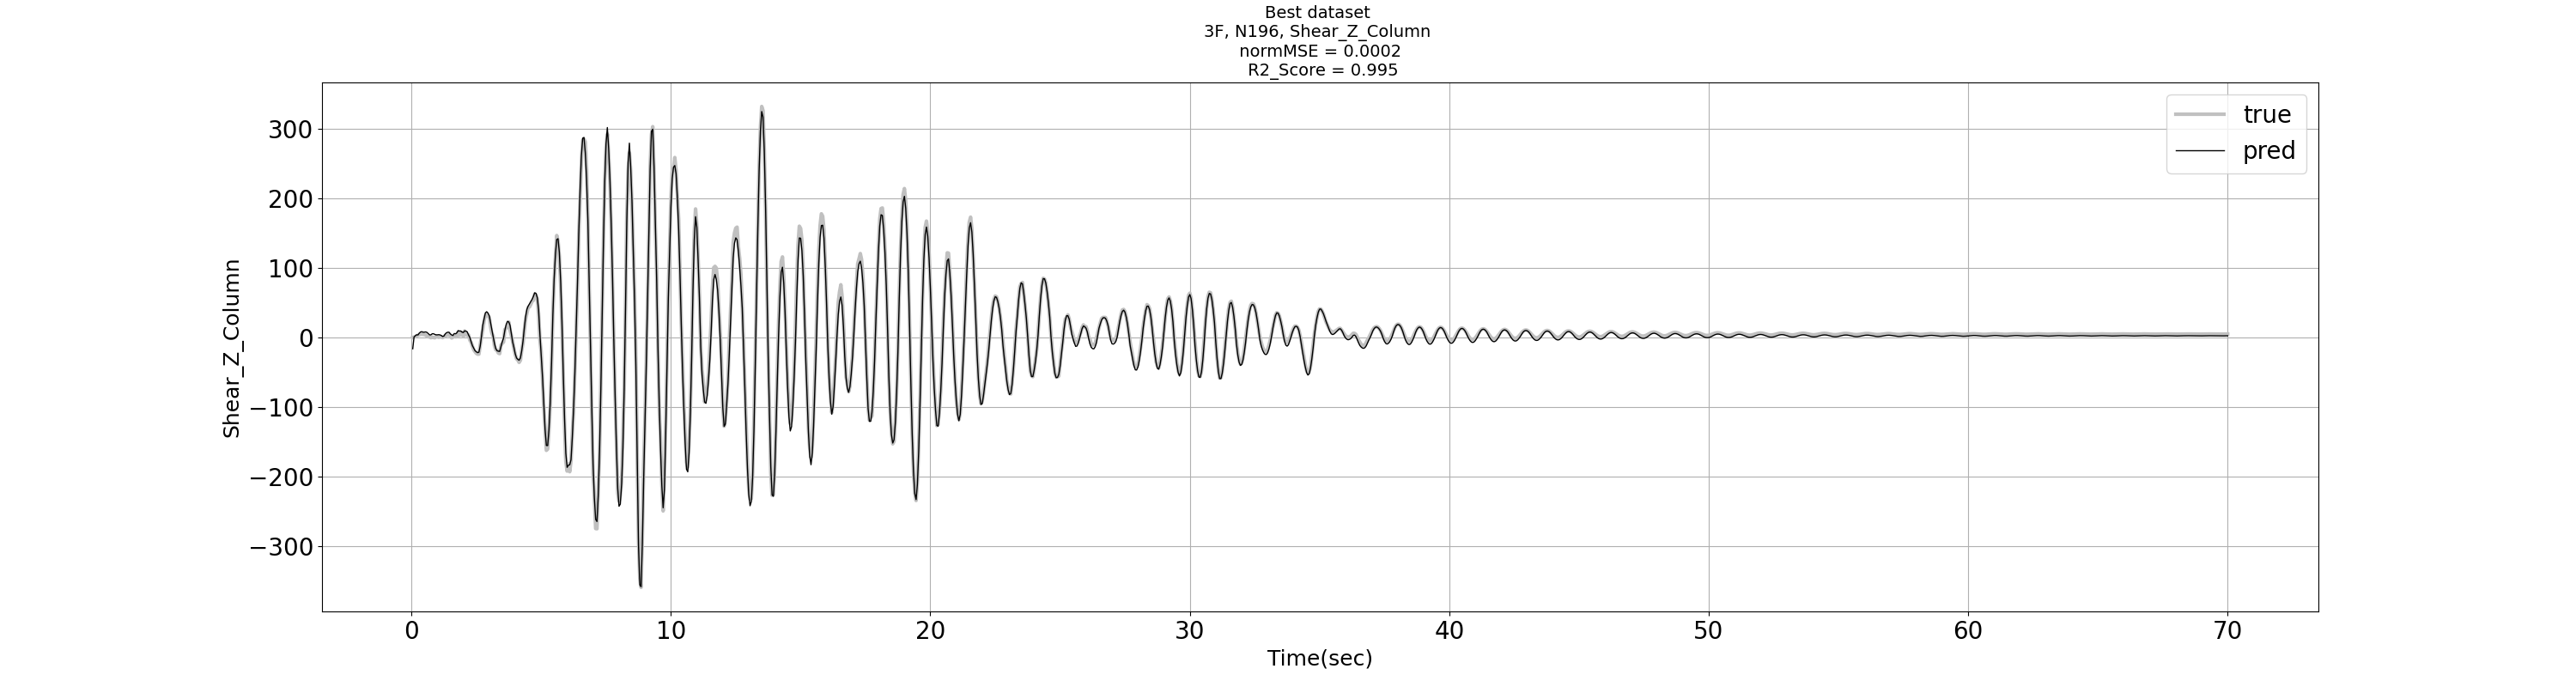 Best dataset
3F, N196, Shear_Z_Column
normMSE = 0.0002
R2_Score = 0.995
true
pred
300
200
100
0
−100
−200
−300
Shear_Z_Column
0 10 20 30 40 50 60 70
Time(sec)